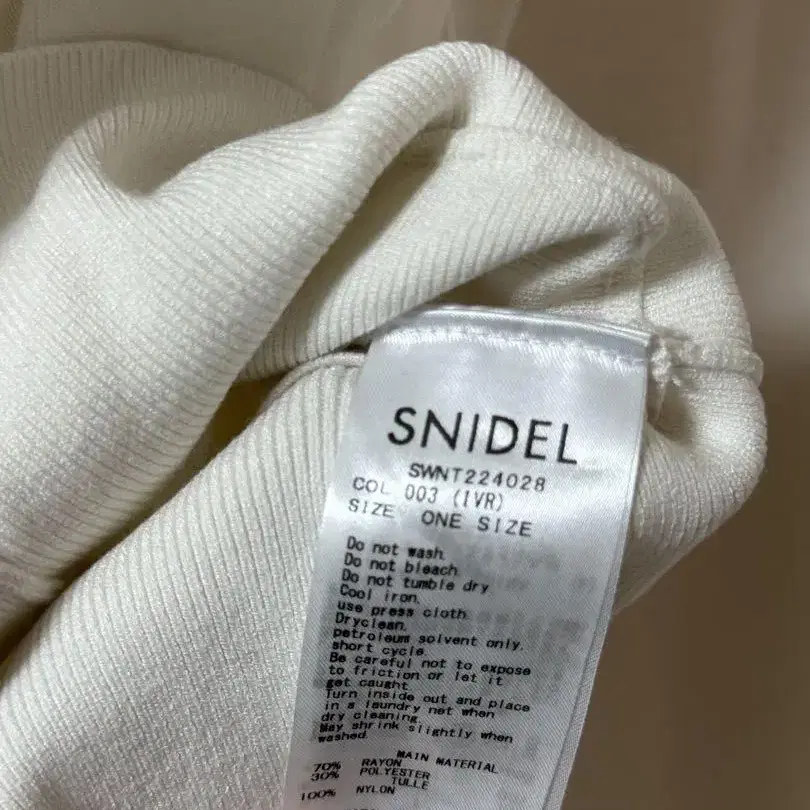 SNIDEL
SWNT224028
COL 003 (IVR)
SIZE ONE SIZE
Do not wash.
Do not bleach.
Do not tumble dry.
Cool iron.
use press cloth.
Dryclean.
petroleum solvent only.
short cycle.
Be careful not to expose
to friction or let it
get caught.
Turn inside out and place
in a laundry net when
dry cleaning.
May shrink slightly when
washed.
MAIN MATERIAL
70% RAYON
30% POLYESTER
TULLE
100% NYLON